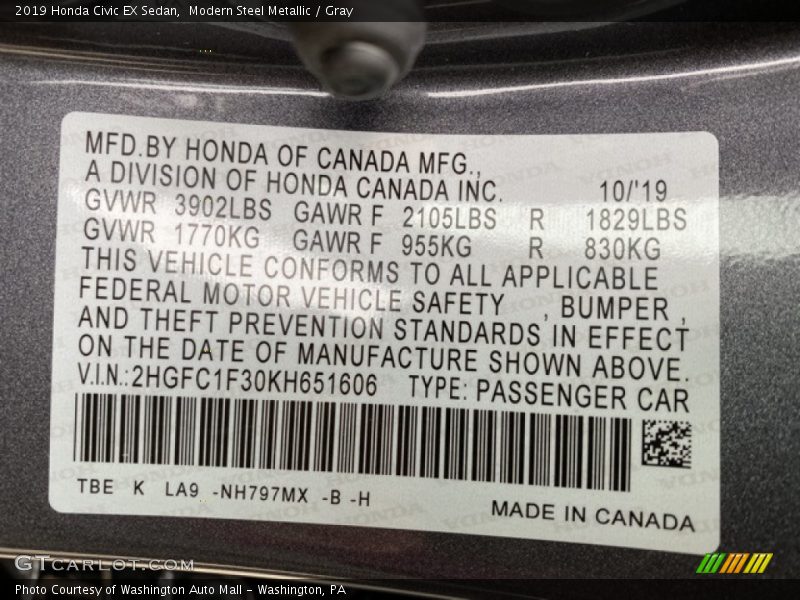 2019 Honda Civic EX Sedan,  Modern Steel Metallic / Gray
MFD.BY HONDA OF CANADA MFG.,
A DIVISION OF HONDA CANADA INC. 10/'19
GVWR 3902LBS GAWR F 2105LBS R 1829LBS
GVWR 1770KG GAWR F 955KG R 830KG
THIS VEHICLE CONFORMS TO ALL APPLICABLE
FEDERAL MOTOR VEHICLE SAFETY , BUMPER ,
AND THEFT PREVENTION STANDARDS IN EFFECT
ON THE DATE OF MANUFACTURE SHOWN ABOVE.
V.I.N.:2HGFC1F30KH651606 TYPE: PASSENGER CAR
TBE K LA9 -NH797MX -B -H
MADE IN CANADA
GTCARLOT.COM
Photo Courtesy of Washington Auto Mall - Washington, PA